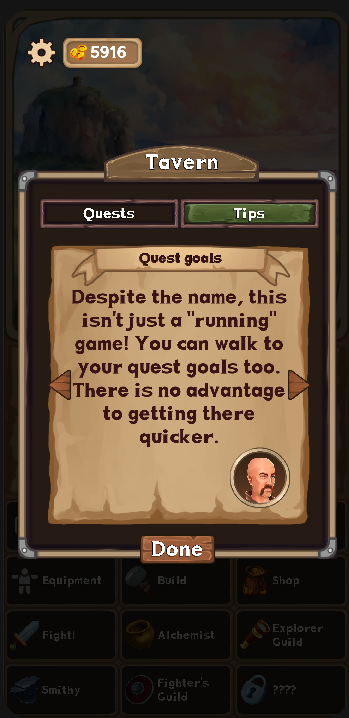 5916
Tavern
Quests
Tips
Quest goals
Despite the name, this
isn't just a "running"
game! You can walk to
your quest goals too.
There is no advantage
to getting there
quicker.
Done
Equipment
Build
Shop
Fight!
Alchemist
Explorer
Guild
Smithy
Fighter's
Guild
????